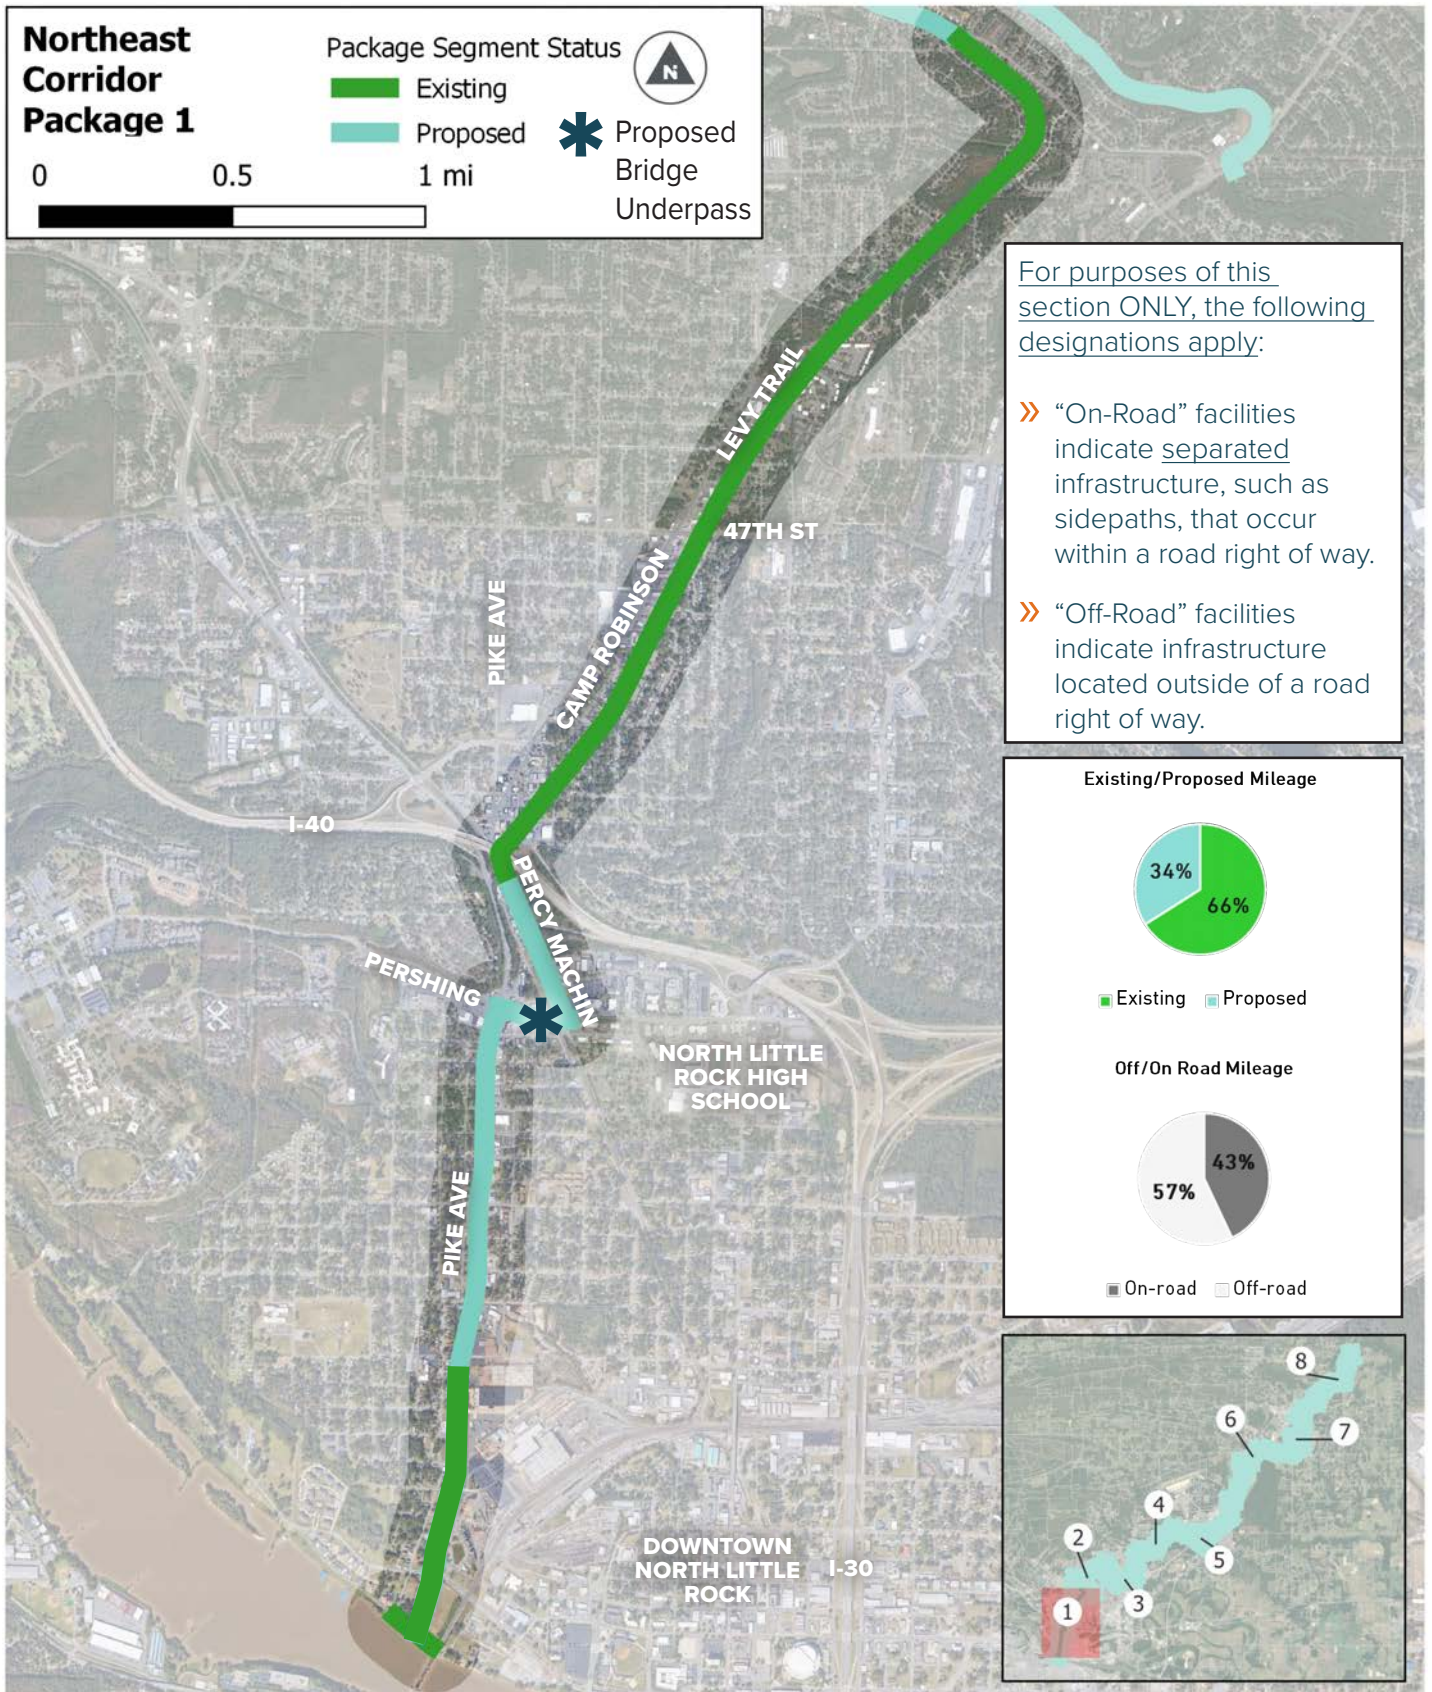 Northeast
Corridor
Package 1
Package Segment Status
Existing
Proposed
N
Proposed
Bridge
Underpass
0 0.5 1 mi
For purposes of this
section ONLY, the following
designations apply:
» “On-Road” facilities
indicate separated
infrastructure, such as
sidepaths, that occur
within a road right of way.
» “Off-Road” facilities
indicate infrastructure
located outside of a road
right of way.
LEVY TRAIL
47TH ST
CAMP ROBINSON
PIKE AVE
I-40
PERCY MACHIN
PERSHING
NORTH LITTLE
ROCK HIGH
SCHOOL
PIKE AVE
DOWNTOWN
NORTH LITTLE
ROCK
I-30
Existing/Proposed Mileage
34%
66%
Existing Proposed
Off/On Road Mileage
43%
57%
On-road Off-road
8
6
7
4
2
5
3
1